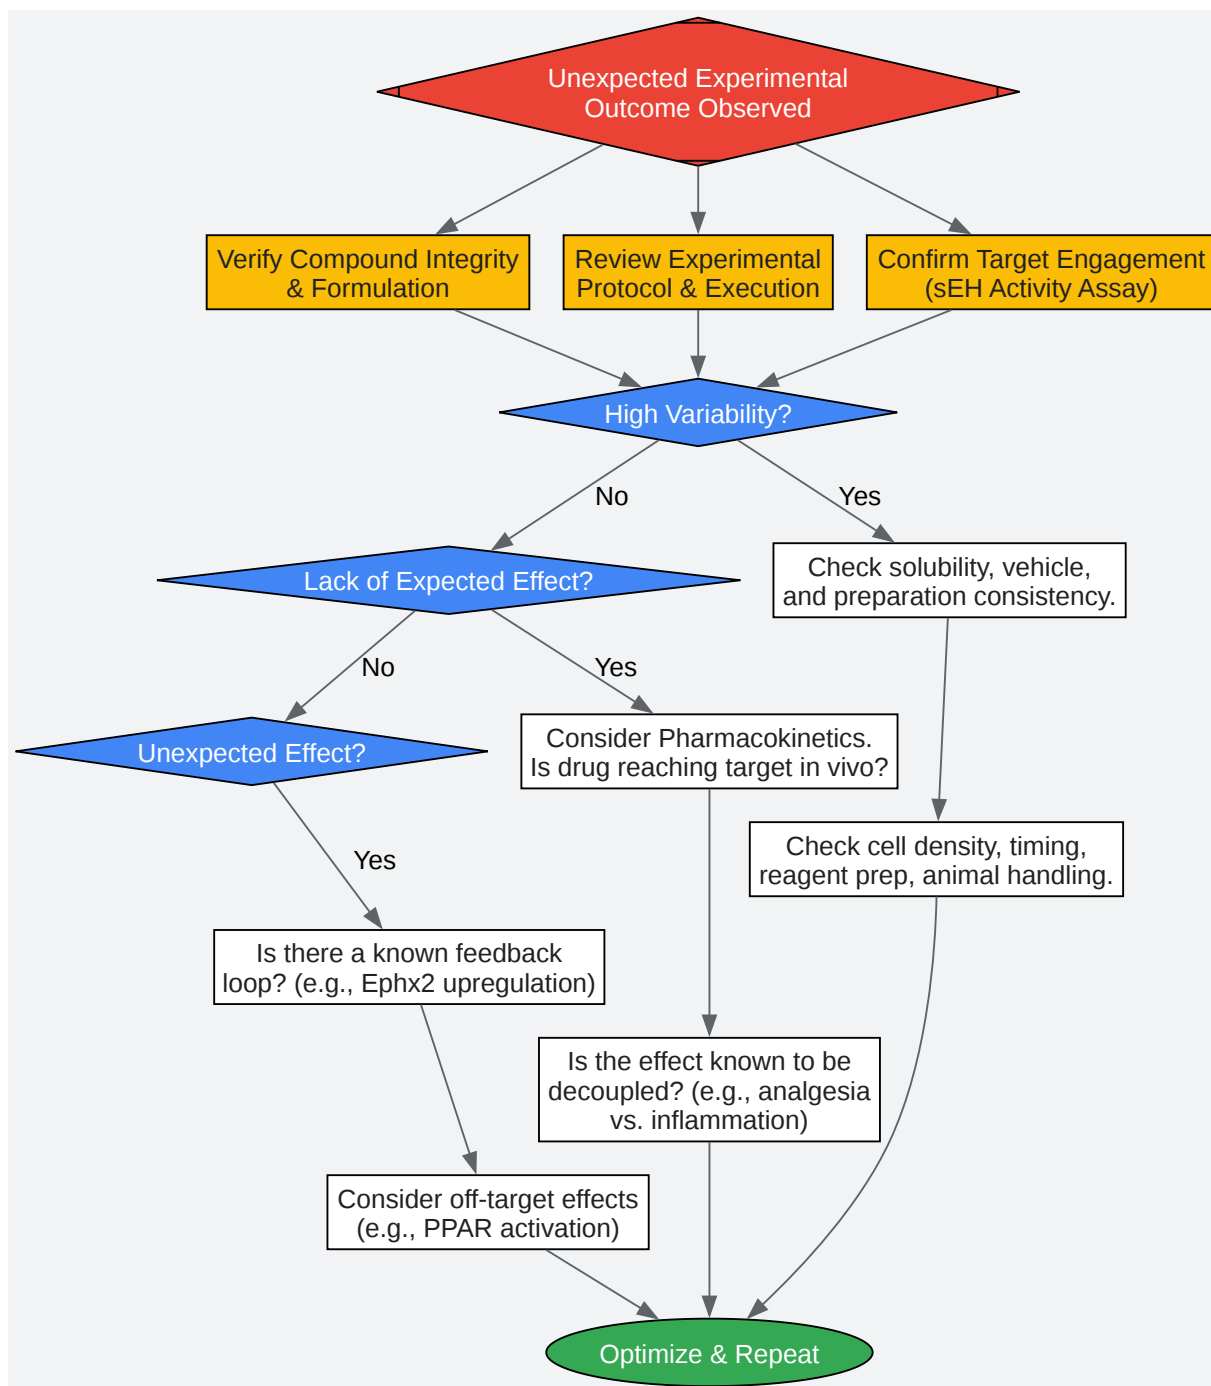 Unexpected Experimental
Outcome Observed
Verify Compound Integrity
& Formulation
Review Experimental
Protocol & Execution
Confirm Target Engagement
(sEH Activity Assay)
High Variability?
No
Yes
Lack of Expected Effect?
Check solubility, vehicle,
and preparation consistency.
No
Yes
Unexpected Effect?
Consider Pharmacokinetics.
Is drug reaching target in vivo?
Yes
Check cell density, timing,
reagent prep, animal handling.
Is there a known feedback
loop? (e.g., Ephx2 upregulation)
Is the effect known to be
decoupled? (e.g., analgesia
vs. inflammation)
Consider off-target effects
(e.g., PPAR activation)
Optimize & Repeat